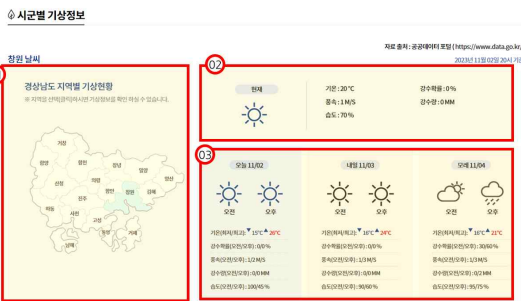 시군별 기상정보
자료 출처 : 공공데이터 포털 ( https://www.data.go.kr/
창원 날씨
2023년 11월 02일 20시 기준
02
경상남도 지역별 기상현황
※ 지역을 선택(클릭)하시면 기상정보를 확인 하실 수 있습니다.
현재
기온 : 20°C
강수확률 : 0%
풍속 : 1 M/S
강수량 : 0 MM
습도 : 70%
거창
함양
합천
창녕
밀양
산청
의령
양산
진주
함안
창원
김해
하동
사천
고성
통영
거제
남해
03
오늘 11/02
내일 11/03
모레 11/04
오전
오후
오전
오후
오전
오후
기온(최저/최고): ▼ 15°C ▲ 26°C
강수확률(오전/오후) : 0/0 %
풍속(오전/오후) : 1/2 M/S
강수량(오전/오후) : 0/0 MM
습도(오전/오후) : 100/45 %
기온(최저/최고): ▼ 16°C ▲ 24°C
강수확률(오전/오후) : 0/0 %
풍속(오전/오후) : 1/3 M/S
강수량(오전/오후) : 0/0 MM
습도(오전/오후) : 90/60 %
기온(최저/최고): ▼ 16°C ▲ 21°C
강수확률(오전/오후) : 30/60 %
풍속(오전/오후) : 1/3 M/S
강수량(오전/오후) : 0/2 MM
습도(오전/오후) : 95/75 %